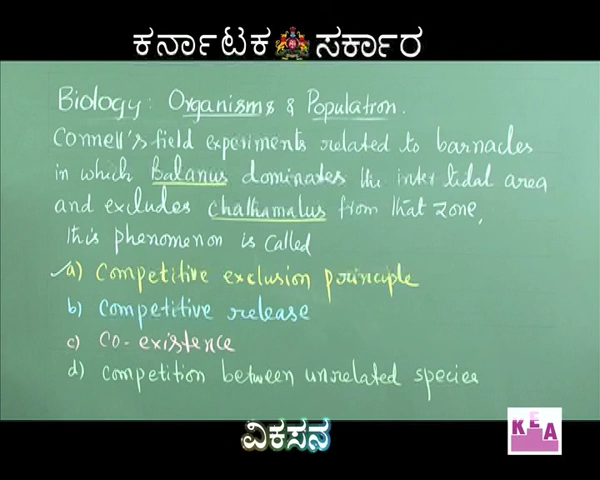 ಕರ್ನಾಟಕ ಸರ್ಕಾರ
Biology: Organisms & Population.
Connell's field experiments related to barnacles
in which Balanus dominates the inter tidal area
and excludes Chathamalus from that zone,
this phenomenon is called
✓a) Competitive exclusion principle
b) Competitive release
c) Co-existence
d) Competition between unrelated species
ವಿಕಸನ
KEA